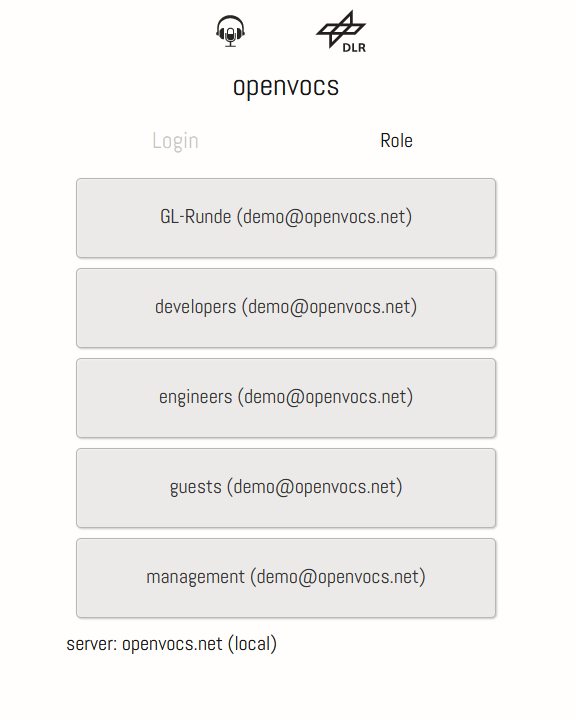 DLR
openvocs
Login Role
GL-Runde (demo@openvocs.net)
developers (demo@openvocs.net)
engineers (demo@openvocs.net)
guests (demo@openvocs.net)
management (demo@openvocs.net)
server: openvocs.net (local)